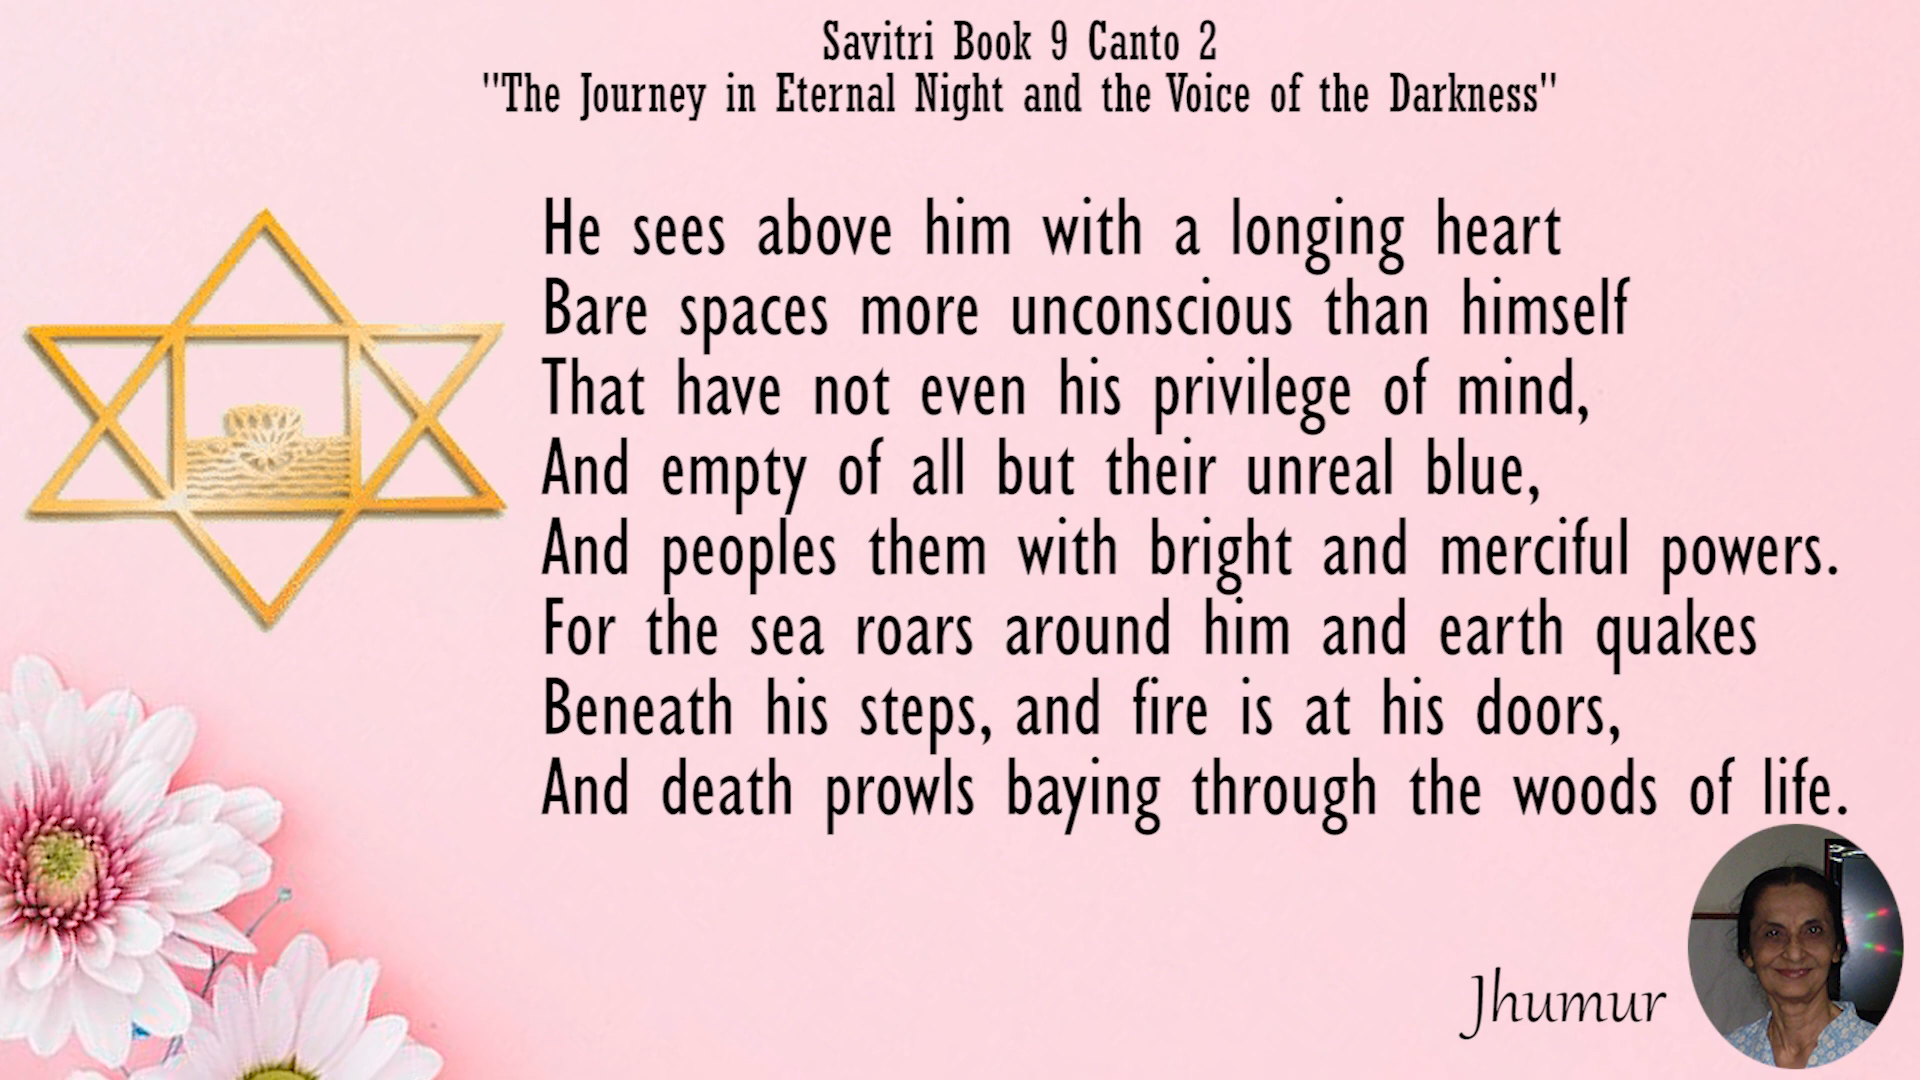 Savitri Book 9 Canto 2
"The Journey in Eternal Night and the Voice of the Darkness"
He sees above him with a longing heart
Bare spaces more unconscious than himself
That have not even his privilege of mind,
And empty of all but their unreal blue,
And peoples them with bright and merciful powers.
For the sea roars around him and earth quakes
Beneath his steps, and fire is at his doors,
And death prowls baying through the woods of life.
Jhumur